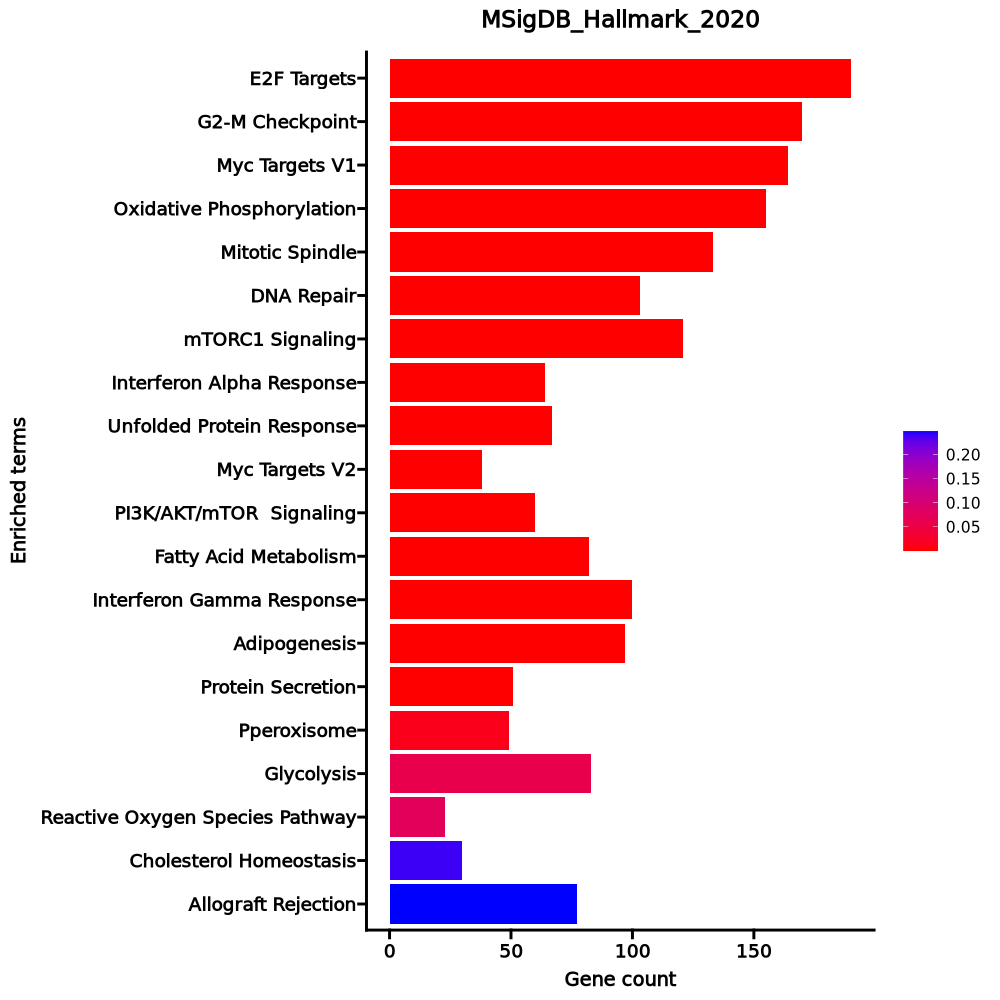 MSigDB_Hallmark_2020
E2F Targets
G2-M Checkpoint
Myc Targets V1
Oxidative Phosphorylation
Mitotic Spindle
DNA Repair
mTORC1 Signaling
Interferon Alpha Response
Unfolded Protein Response
Myc Targets V2
PI3K/AKT/mTOR  Signaling
Fatty Acid Metabolism
Interferon Gamma Response
Adipogenesis
Protein Secretion
Pperoxisome
Glycolysis
Reactive Oxygen Species Pathway
Cholesterol Homeostasis
Allograft Rejection
Enriched terms
0 50 100 150
Gene count
0.20
0.15
0.10
0.05